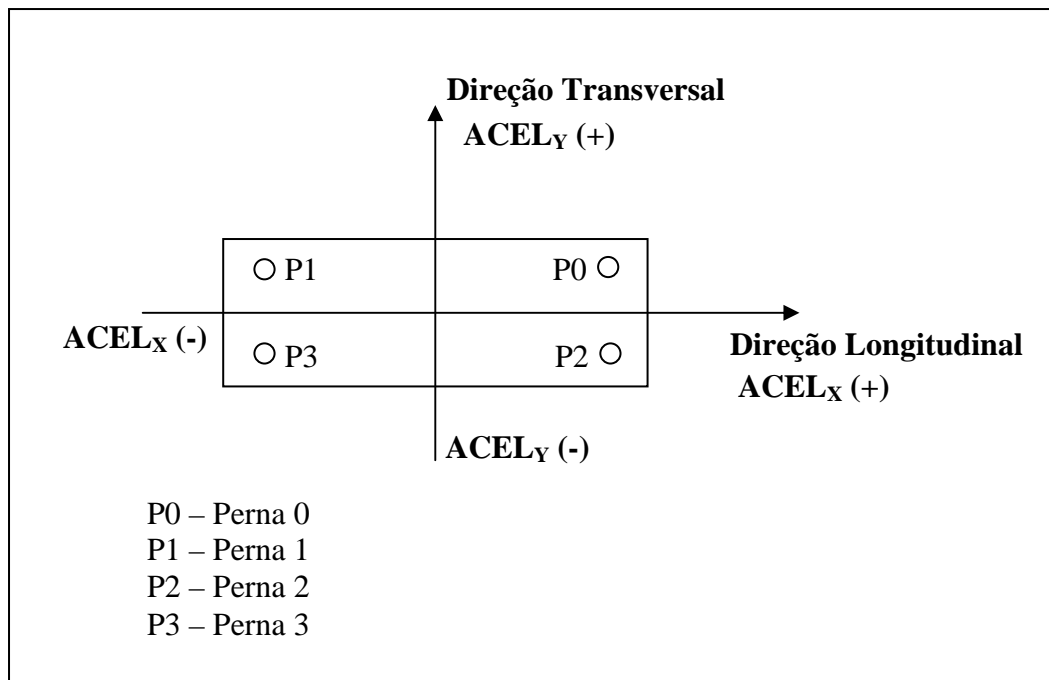 Direção Transversal
ACELY (+)
P1
P0
ACELX (-)
P3
P2
Direção Longitudinal
ACELX (+)
ACELY (-)
P0 – Perna 0
P1 – Perna 1
P2 – Perna 2
P3 – Perna 3